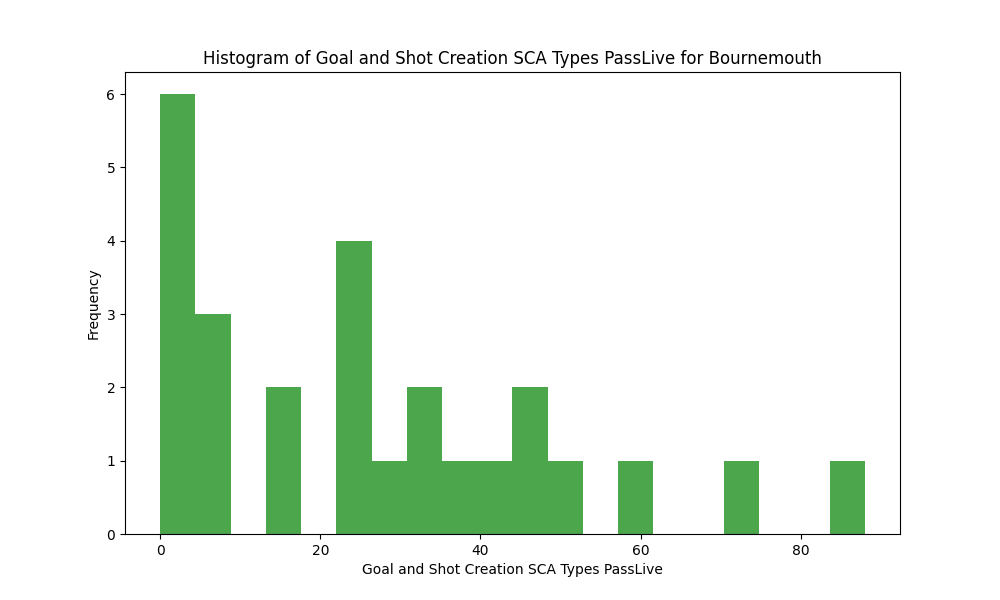 Histogram of Goal and Shot Creation SCA Types PassLive for Bournemouth
6
5
4
3
2
1
0
Frequency
0 20 40 60 80
Goal and Shot Creation SCA Types PassLive